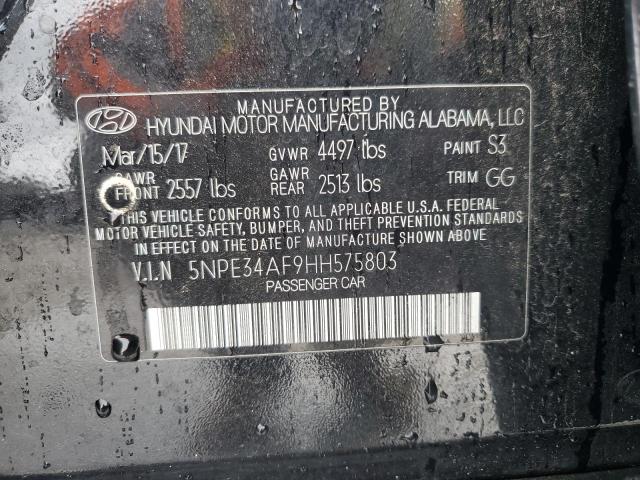 MANUFACTURED BY
HYUNDAI MOTOR MANUFACTURING ALABAMA, LLC
Mar/15/17 GVWR 4497 lbs PAINT S3
GAWR FRONT 2557 lbs GAWR REAR 2513 lbs TRIM GG
THIS VEHICLE CONFORMS TO ALL APPLICABLE U.S.A. FEDERAL
MOTOR VEHICLE SAFETY, BUMPER, AND THEFT PREVENTION STANDARDS
IN EFFECT ON THE DATE OF MANUFACTURE SHOWN ABOVE.
V.I.N 5NPE34AF9HH575803
PASSENGER CAR